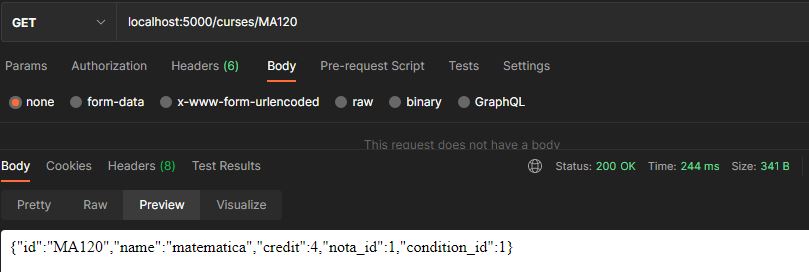 GET localhost:5000/curses/MA120
Params Authorization Headers (6) Body Pre-request Script Tests Settings
none form-data x-www-form-urlencoded raw binary GraphQL
This request does not have a body
Body Cookies Headers (8) Test Results Status: 200 OK Time: 244 ms Size: 341 B
Pretty Raw Preview Visualize
{"id":"MA120","name":"matematica","credit":4,"nota_id":1,"condition_id":1}